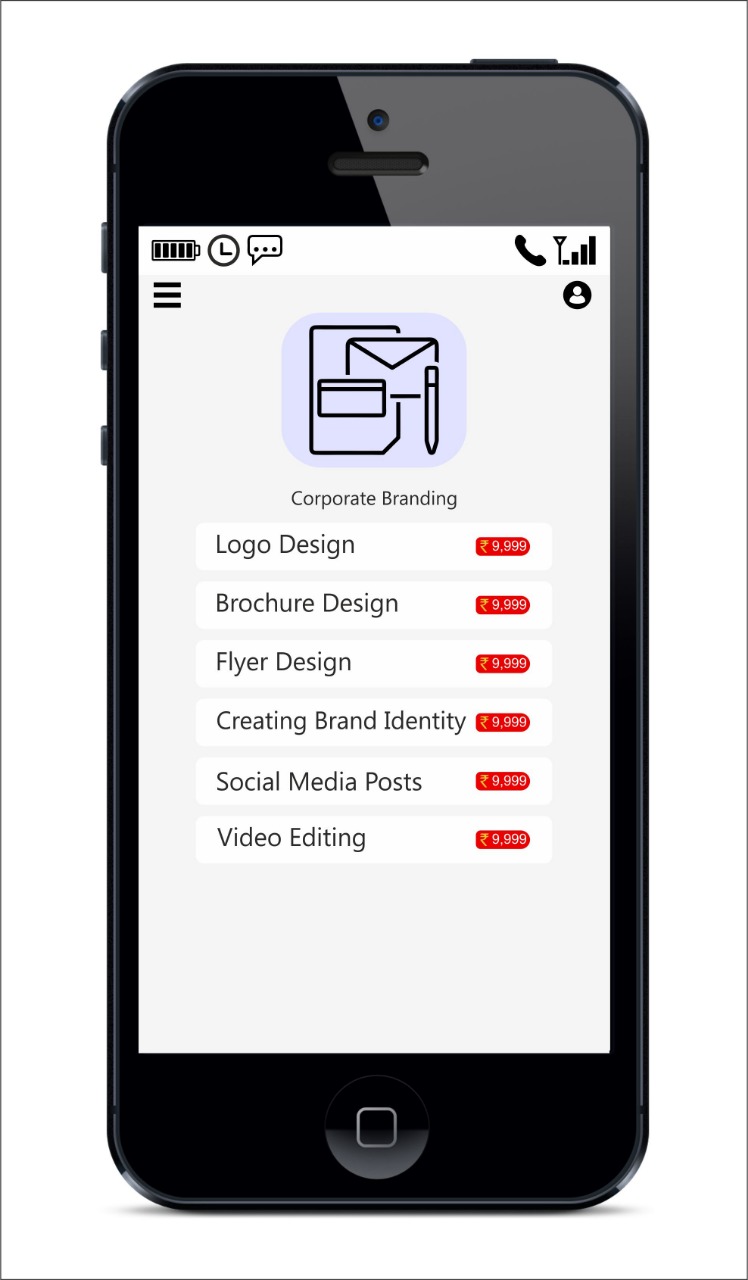 Corporate Branding
Logo Design ₹ 9,999
Brochure Design ₹ 9,999
Flyer Design ₹ 9,999
Creating Brand Identity ₹ 9,999
Social Media Posts ₹ 9,999
Video Editing ₹ 9,999